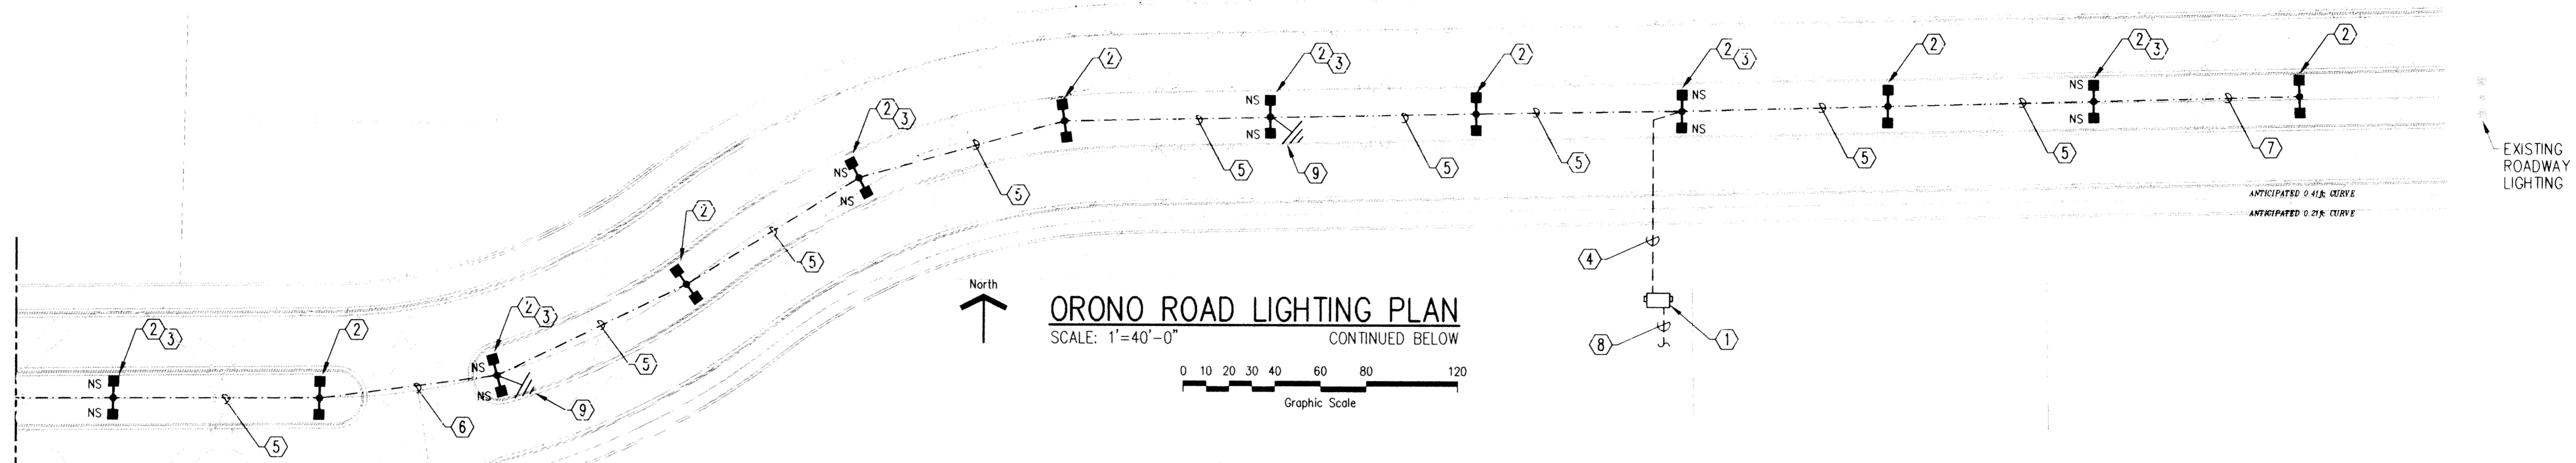 2
2
3
2
2
3
2
2
3
2
NS
NS
NS
NS
NS
NS
5
5
9
5
5
5
5
7
EXISTING
ROADWAY
LIGHTING
ANTICIPATED 0.41fc CURVE
ANTICIPATED 0.21fc CURVE
2
3
NS
NS
5
2
5
4
1
8
2
3
NS
NS
9
5
2
3
NS
NS
5
2
6
North
ORONO ROAD LIGHTING PLAN
SCALE: 1'=40'-0"
CONTINUED BELOW
0 10 20 30 40 60 80 120
Graphic Scale